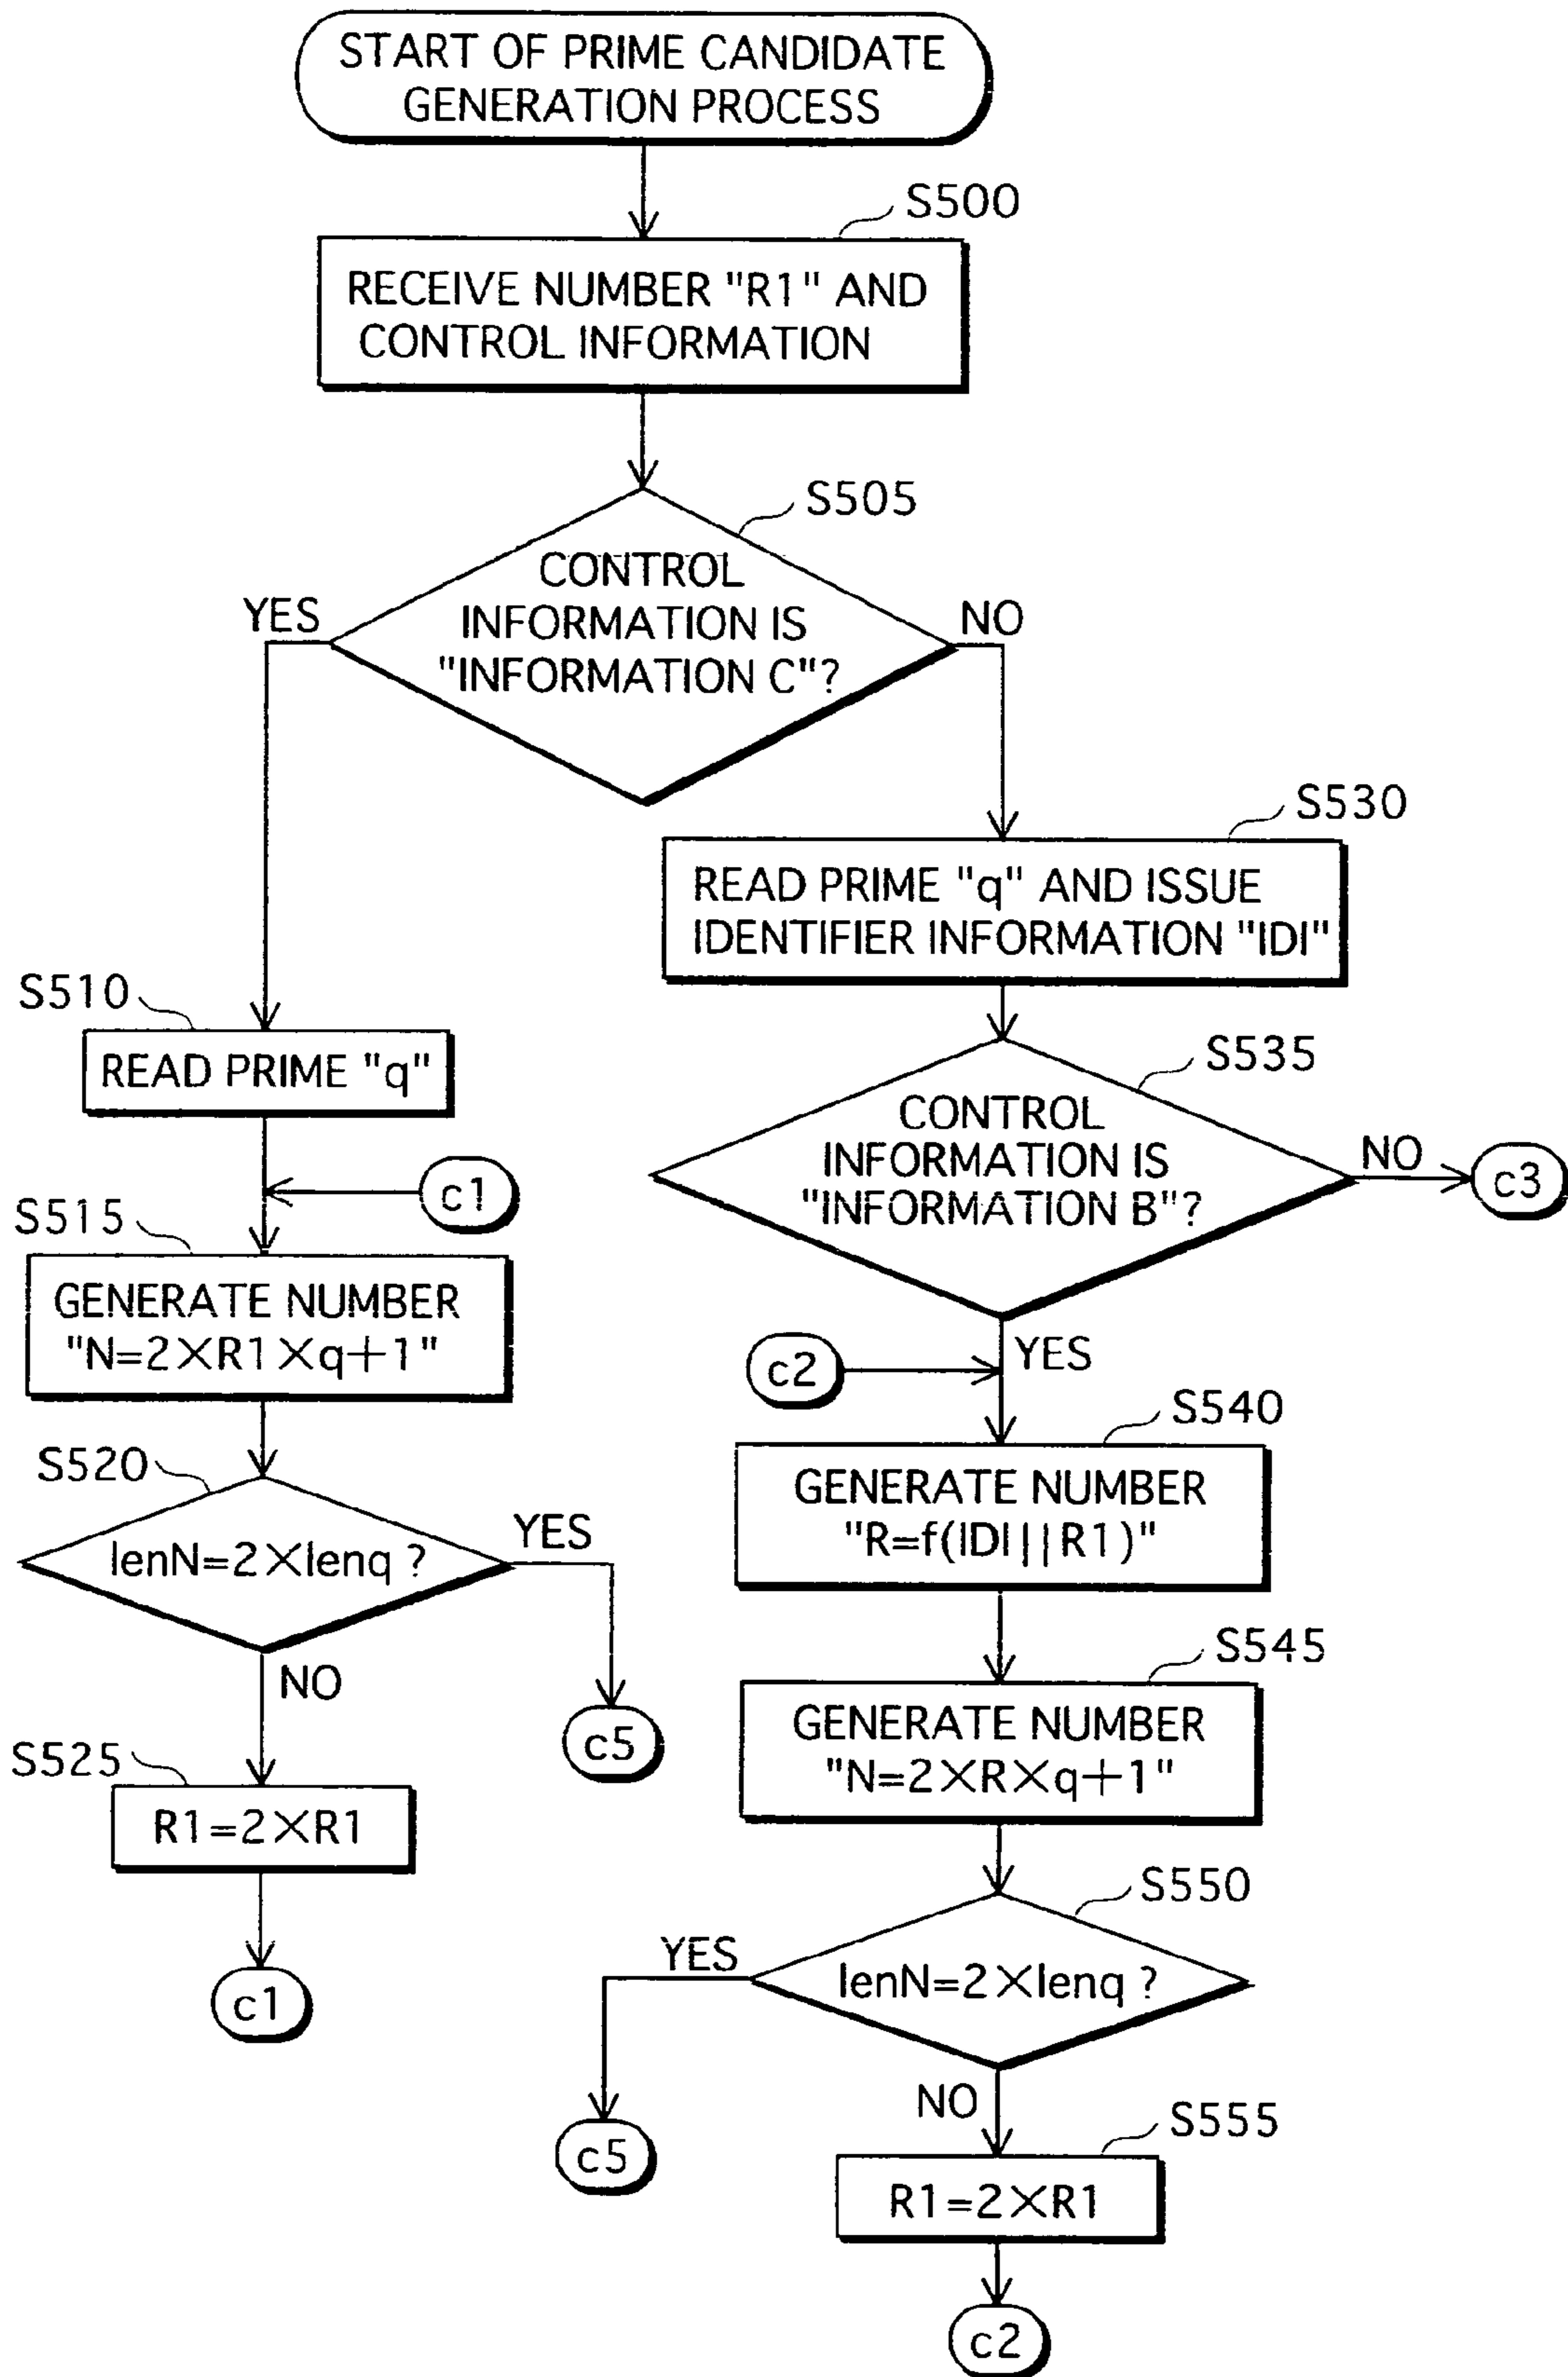 START OF PRIME CANDIDATE
GENERATION PROCESS
S500
RECEIVE NUMBER "R1" AND
CONTROL INFORMATION
S505
CONTROL
INFORMATION IS
"INFORMATION C"?
YES
NO
S530
READ PRIME "q" AND ISSUE
IDENTIFIER INFORMATION "IDI"
S510
READ PRIME "q"
S535
CONTROL
INFORMATION IS
"INFORMATION B"?
NO
c3
c1
S515
GENERATE NUMBER
"N=2×R1×q+1"
YES
c2
S540
GENERATE NUMBER
"R=f(IDI||R1)"
S520
lenN=2×lenq ?
YES
c5
NO
S525
R1=2×R1
c1
S545
GENERATE NUMBER
"N=2×R×q+1"
S550
lenN=2×lenq ?
YES
c5
NO
S555
R1=2×R1
c2